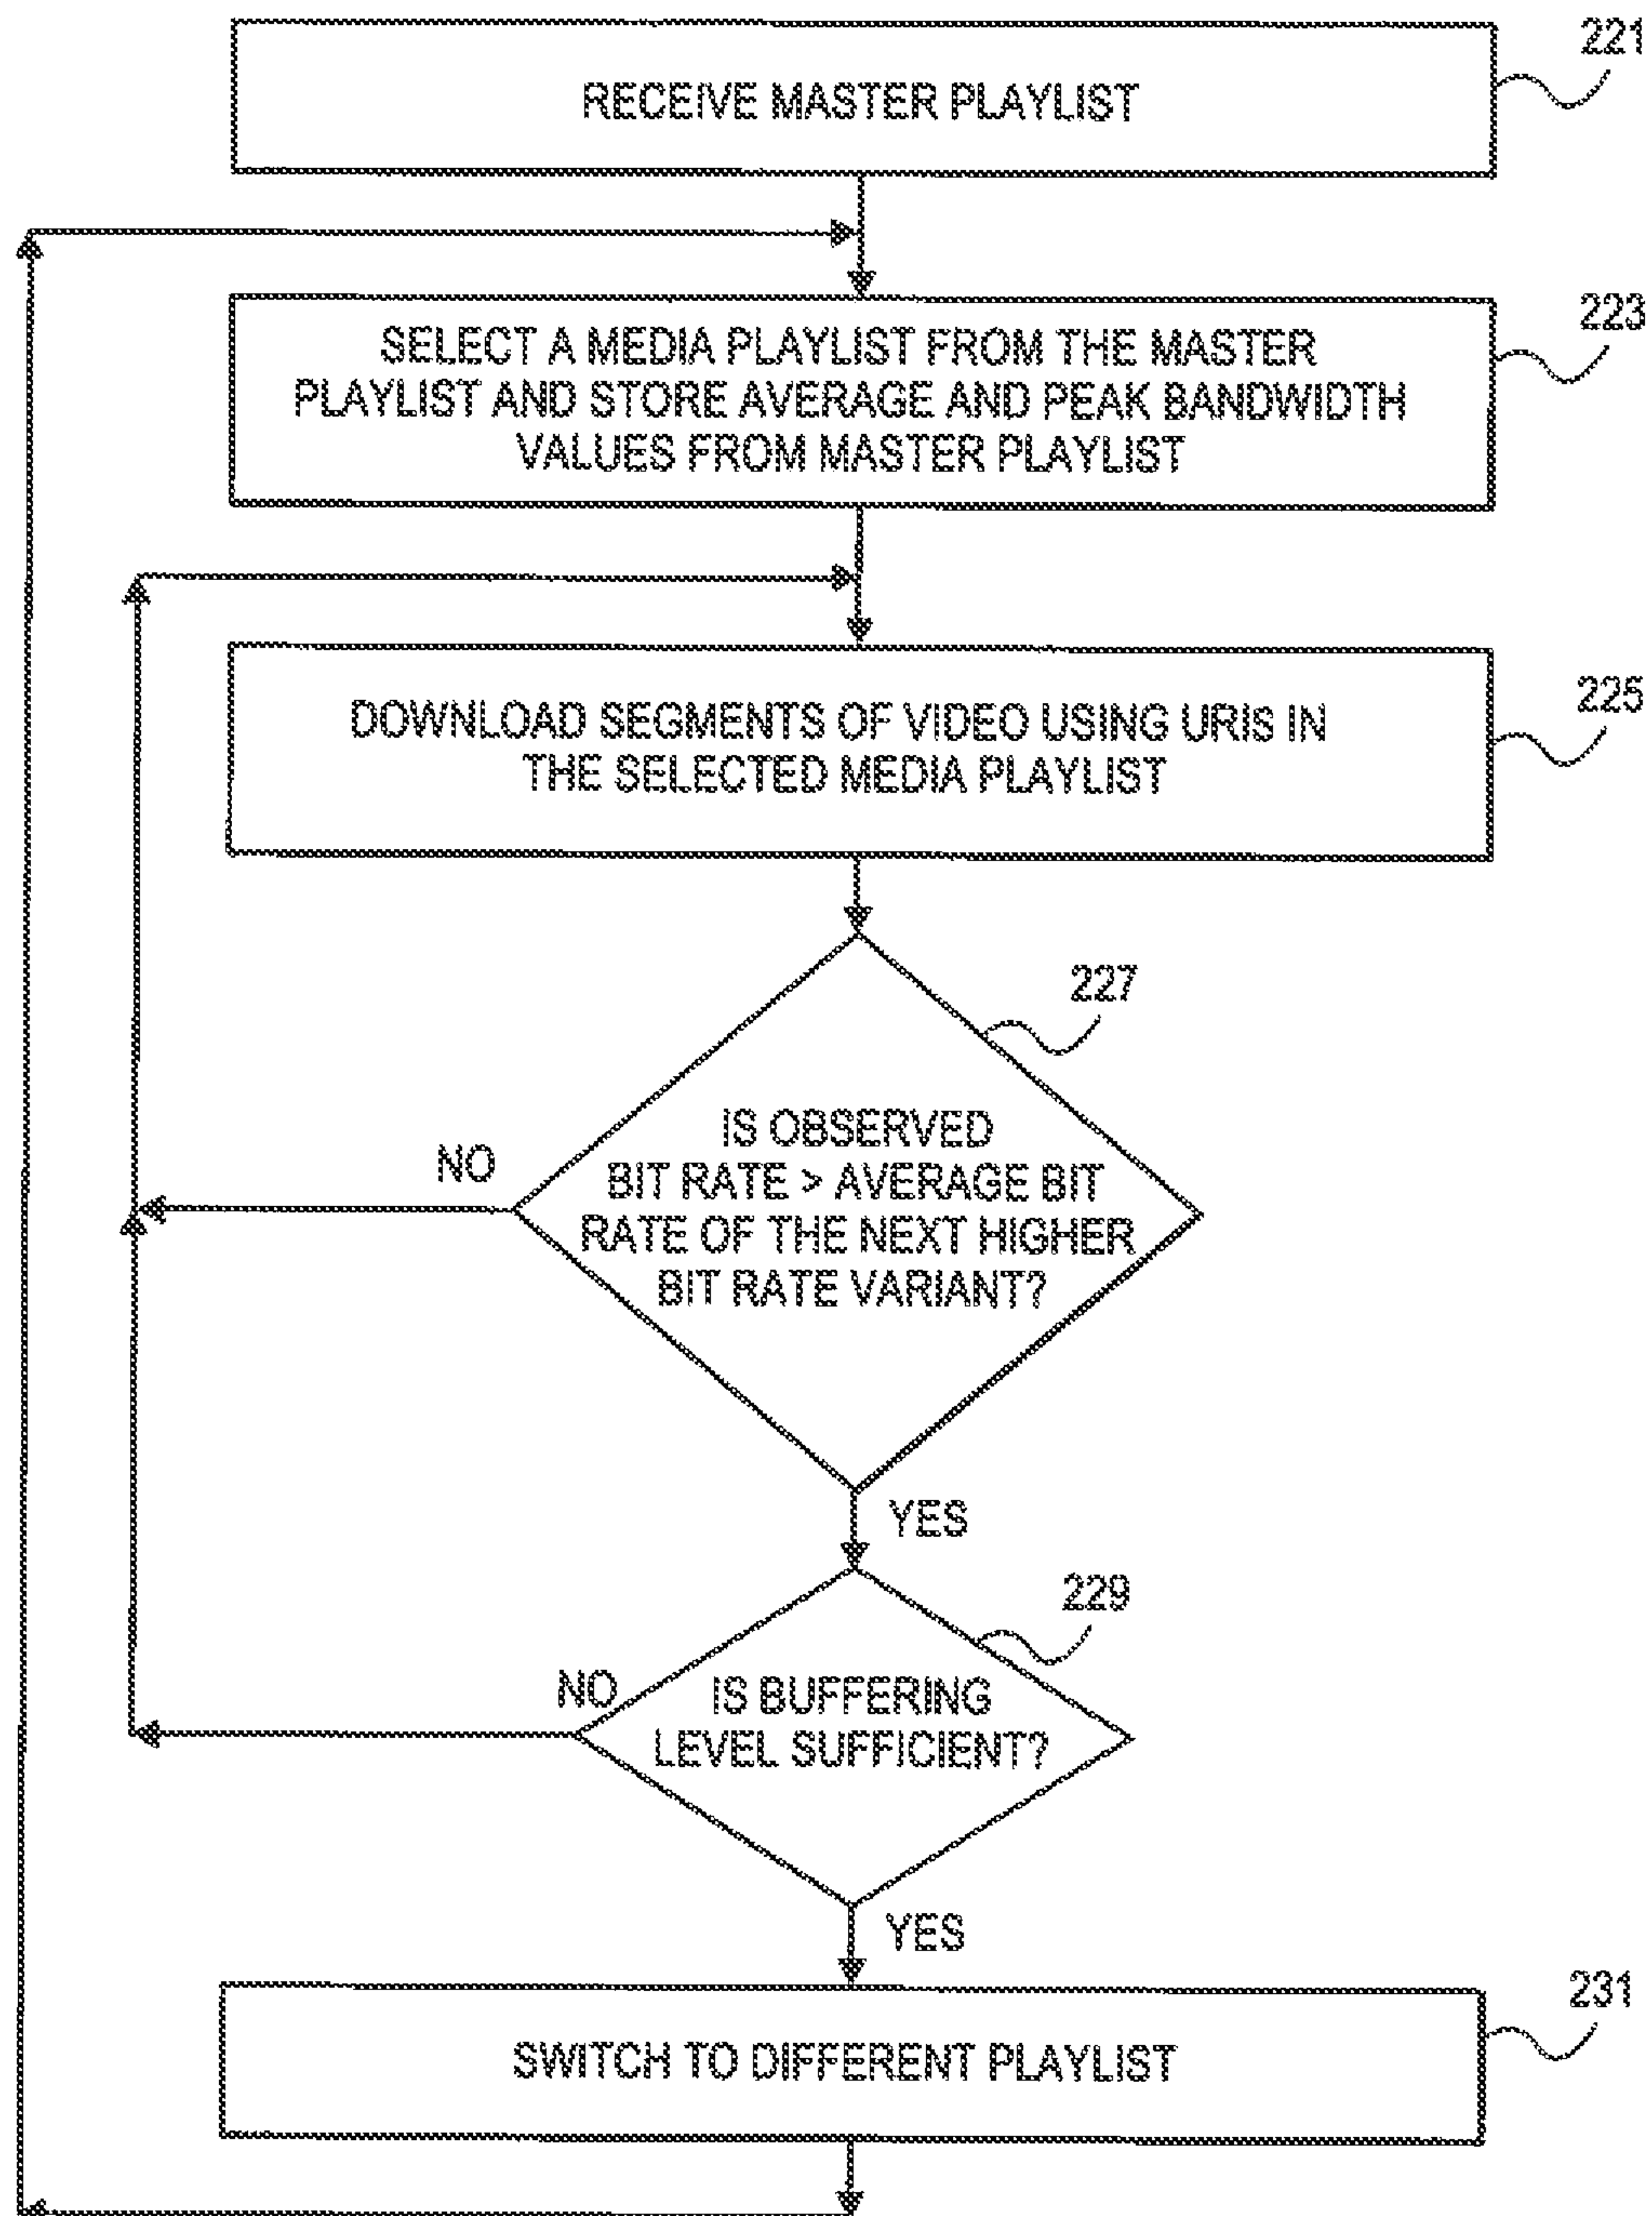 221
RECEIVE MASTER PLAYLIST
223
SELECT A MEDIA PLAYLIST FROM THE MASTER
PLAYLIST AND STORE AVERAGE AND PEAK BANDWIDTH
VALUES FROM MASTER PLAYLIST
225
DOWNLOAD SEGMENTS OF VIDEO USING URIS IN
THE SELECTED MEDIA PLAYLIST
227
IS OBSERVED
BIT RATE > AVERAGE BIT
RATE OF THE NEXT HIGHER
BIT RATE VARIANT?
NO
YES
229
IS BUFFERING
LEVEL SUFFICIENT?
NO
YES
231
SWITCH TO DIFFERENT PLAYLIST